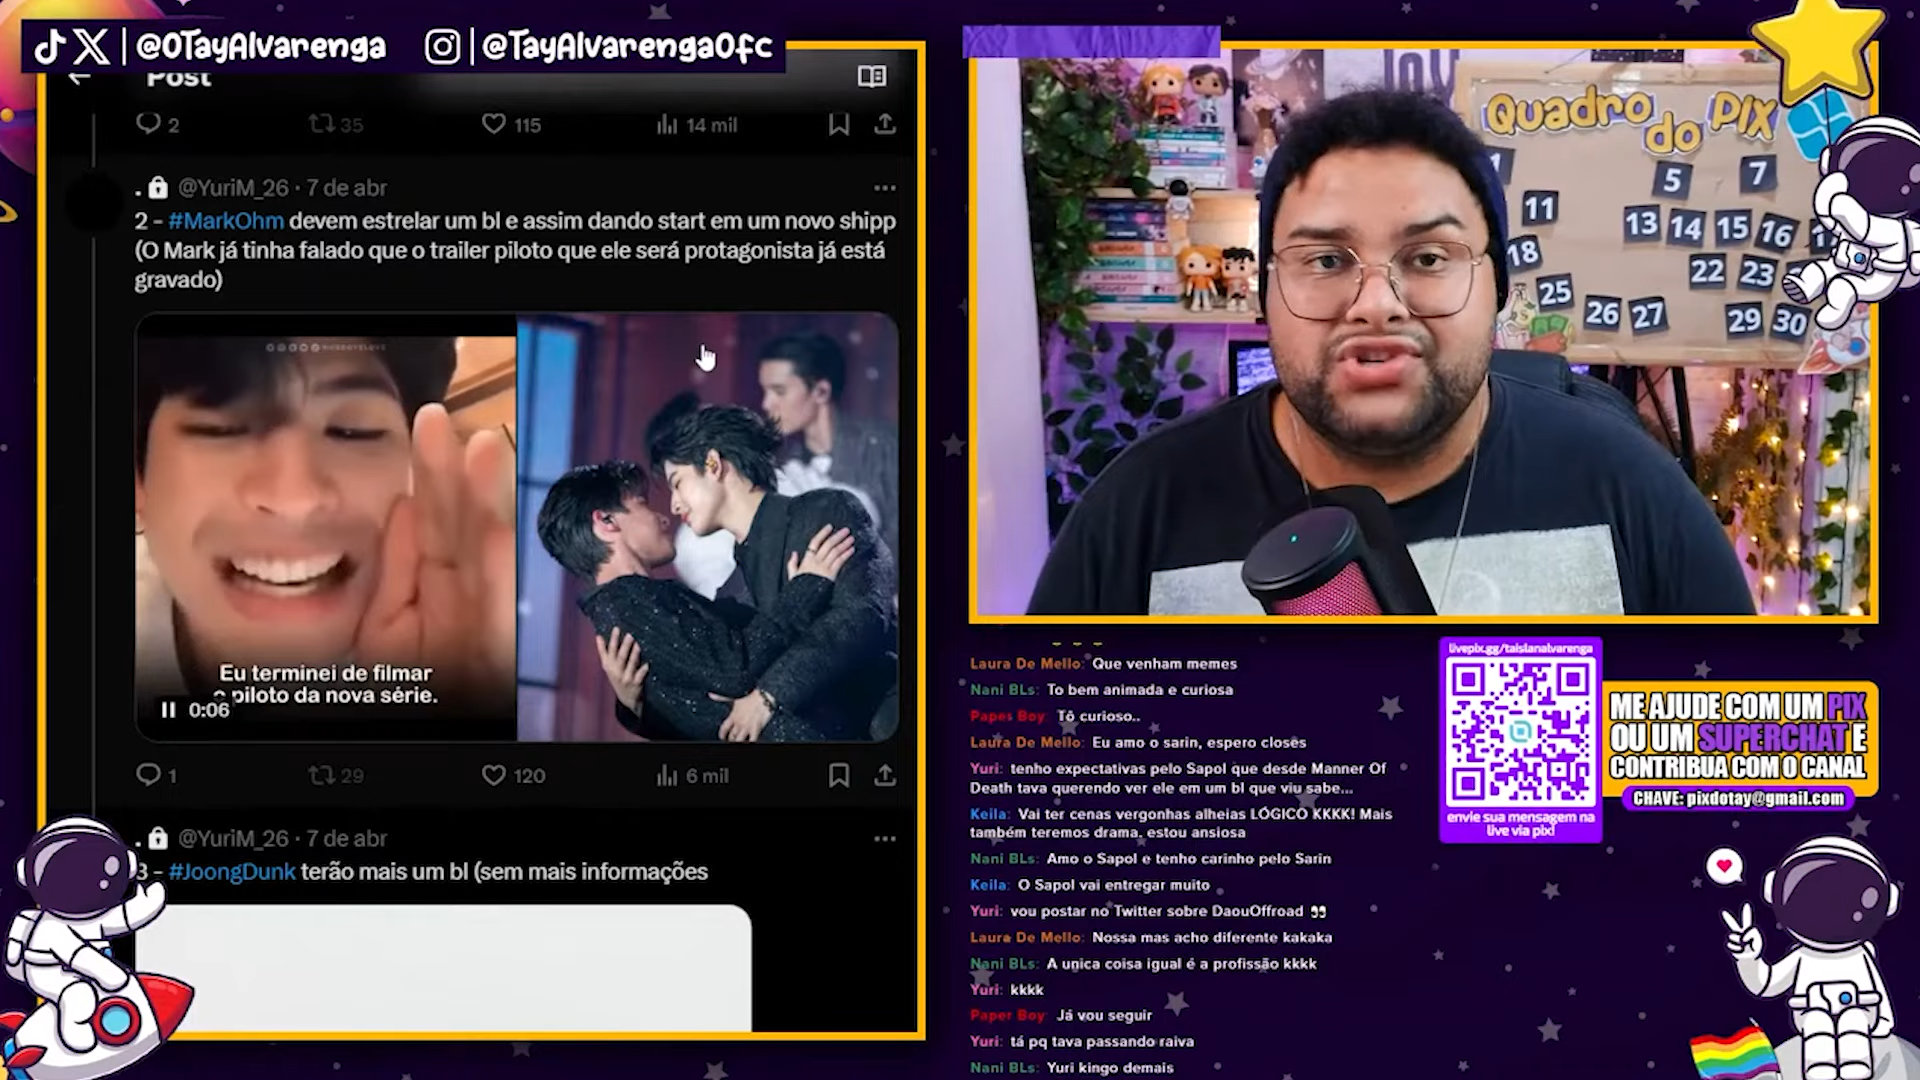 @OTayAlvarenga
@TayAlvarengaOfc
Post
2
35
115
14 mil
. @YuriM_26 · 7 de abr
2 - #MarkOhm devem estrelar um bl e assim dando start em um novo shipp
(O Mark já tinha falado que o trailer piloto que ele será protagonista já está
gravado)
Eu terminei de filmar
o piloto da nova série.
0:06
1
29
120
6 mil
. @YuriM_26 · 7 de abr
3 - #JoongDunk terão mais um bl (sem mais informações
Quadro
do PIX
1
5
7
11
13
14
15
16
18
22
23
25
26
27
29
30
Laura De Mello: Que venham memes
Nani BLs: To bem animada e curiosa
Paper Boy: Tô curioso..
Laura De Mello: Eu amo o sarin, espero closes
Yuri: tenho expectativas pelo Sapol que desde Manner Of
Death tava querendo ver ele em um bl que viu sabe...
Keila: Vai ter cenas vergonhas alheias LÓGICO KKKK! Mais
também teremos drama. estou ansiosa
Nani BLs: Amo o Sapol e tenho carinho pelo Sarin
Keila: O Sapol vai entregar muito
Yuri: vou postar no Twitter sobre DaouOffroad 👀
Laura De Mello: Nossa mas acho diferente kakaka
Nani BLs: A unica coisa igual é a profissão kkkk
Yuri: kkkk
Paper Boy: Já vou seguir
Yuri: tá pq tava passando raiva
Nani BLs: Yuri kingo demais
livepix.gg/taislanalvarenga
envie sua mensagem na
live via pix!
ME AJUDE COM UM PIX
OU UM SUPERCHAT E
CONTRIBUA COM O CANAL
CHAVE: pixdotay@gmail.com